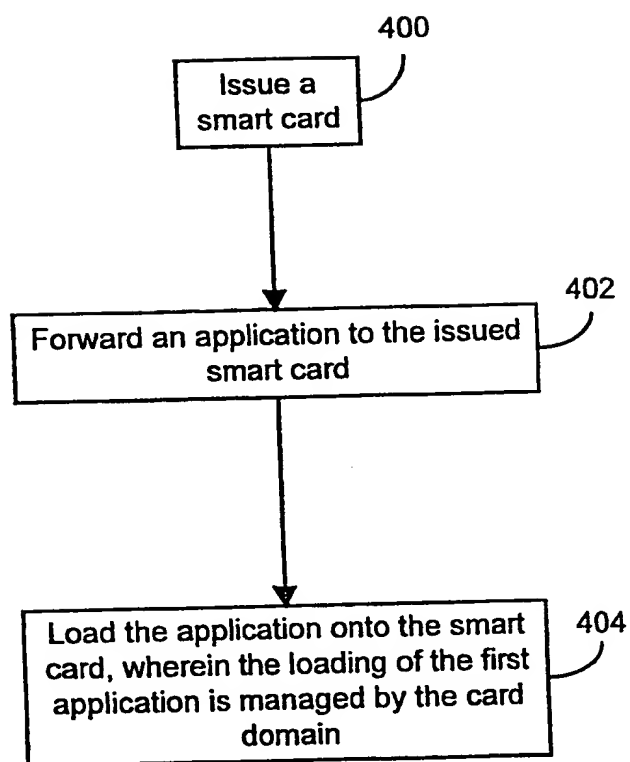 400
Issue a
smart card
402
Forward an application to the issued
smart card
404
Load the application onto the smart
card, wherein the loading of the first
application is managed by the card
domain